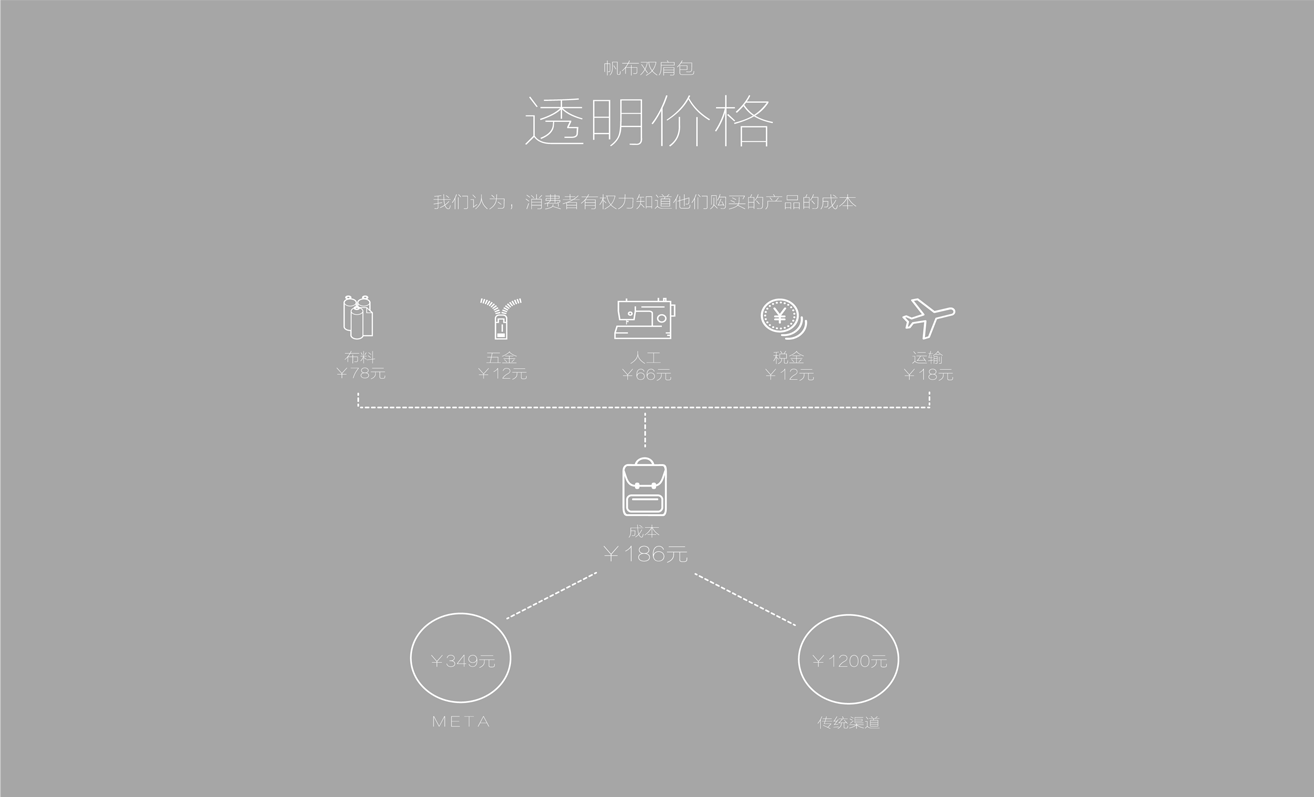 帆布双肩包
透明价格
我们认为，消费者有权力知道他们购买的产品的成本
布料
￥78元
五金
￥12元
人工
￥66元
税金
￥12元
运输
￥18元
成本
￥186元
￥349元
META
￥1200元
传统渠道